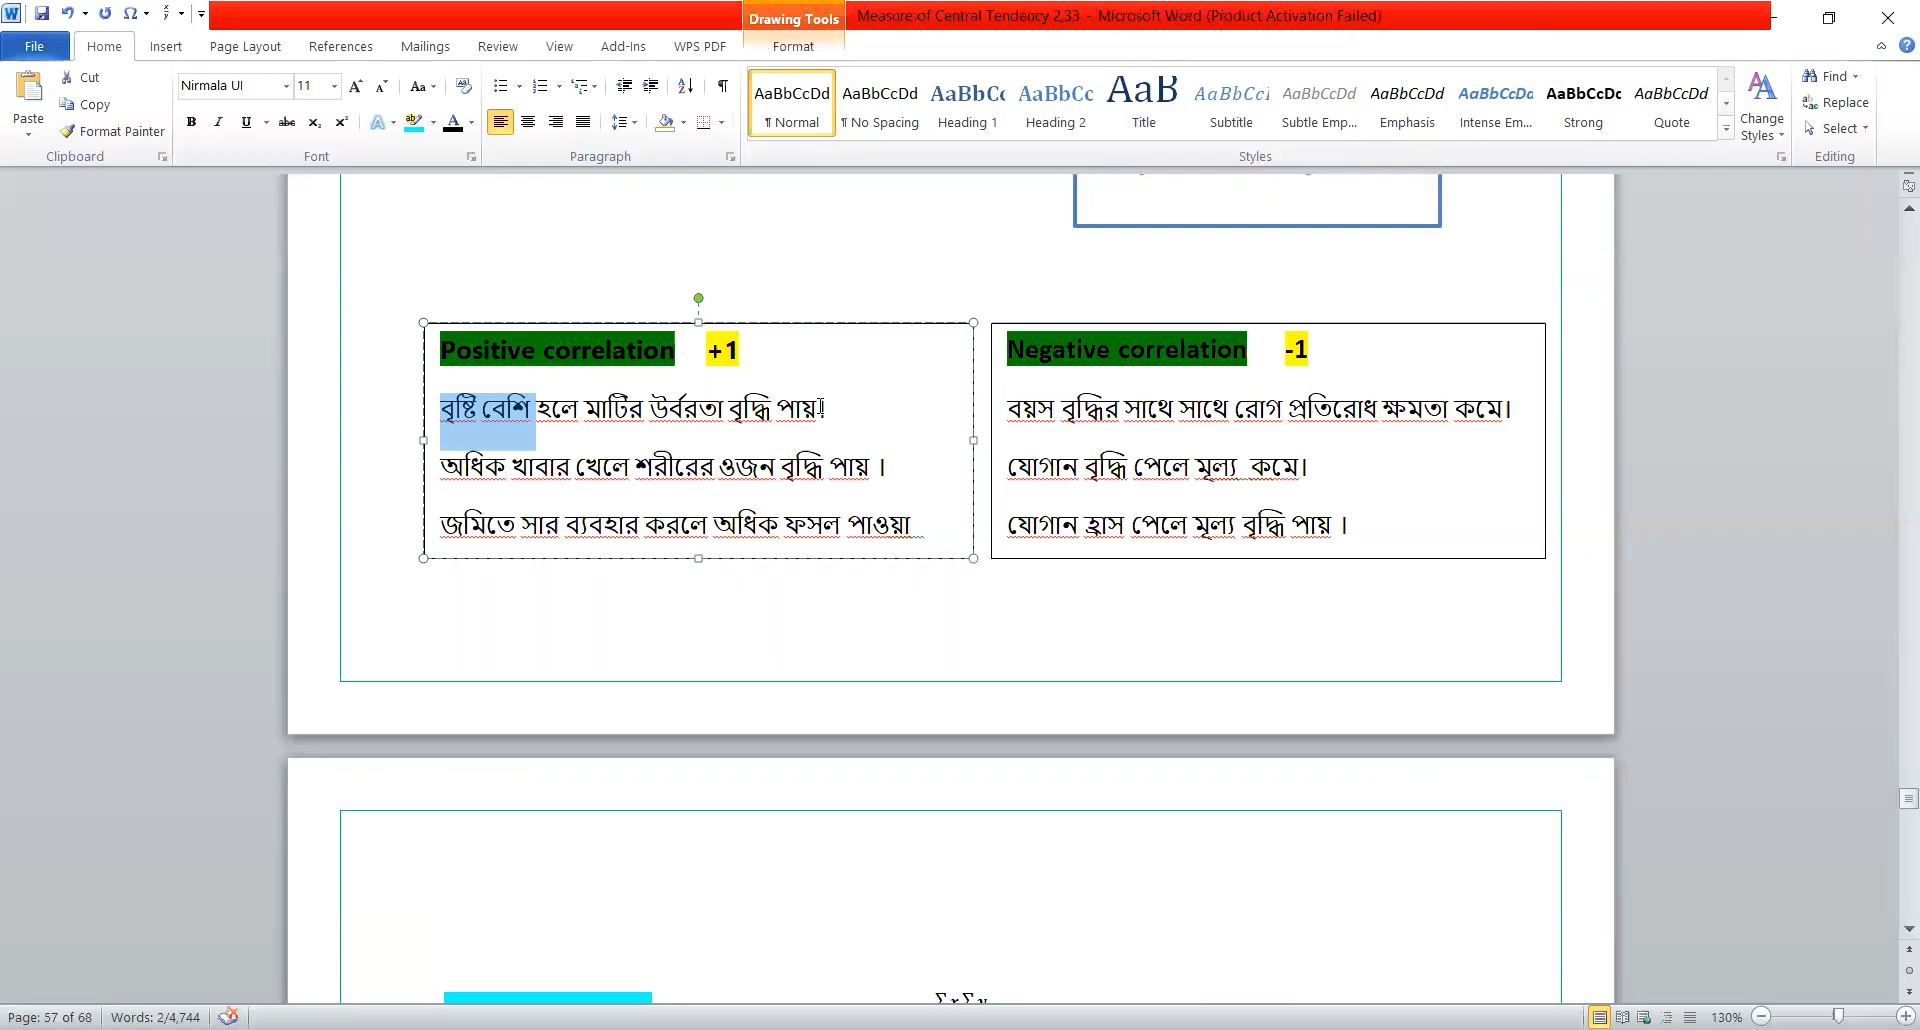 Measure of Central Tendency 2,33 - Microsoft Word (Product Activation Failed)
Drawing Tools
File Home Insert Page Layout References Mailings Review View Add-Ins WPS PDF Format
Paste
Cut
Copy
Format Painter
Clipboard
Nirmala UI 11
Font
Paragraph
AaBbCcDd AaBbCcDd AaBbCc AaBbCc AaB AaBbCcI AaBbCcDd AaBbCcDd AaBbCcDd AaBbCcDc AaBbCcDd
¶ Normal ¶ No Spacing Heading 1 Heading 2 Title Subtitle Subtle Emp... Emphasis Intense Em... Strong Quote
Styles
Change Styles
Find
Replace
Select
Editing
Positive correlation +1
বৃষ্টি বেশি হলে মাটির উর্বরতা বৃদ্ধি পায়।
অধিক খাবার খেলে শরীরের ওজন বৃদ্ধি পায় ।
জমিতে সার ব্যবহার করলে অধিক ফসল পাওয়া
Negative correlation -1
বয়স বৃদ্ধির সাথে সাথে রোগ প্রতিরোধ ক্ষমতা কমে।
যোগান বৃদ্ধি পেলে মূল্য কমে।
যোগান হ্রাস পেলে মূল্য বৃদ্ধি পায় ।
Page: 57 of 68 Words: 2/4,744 130%